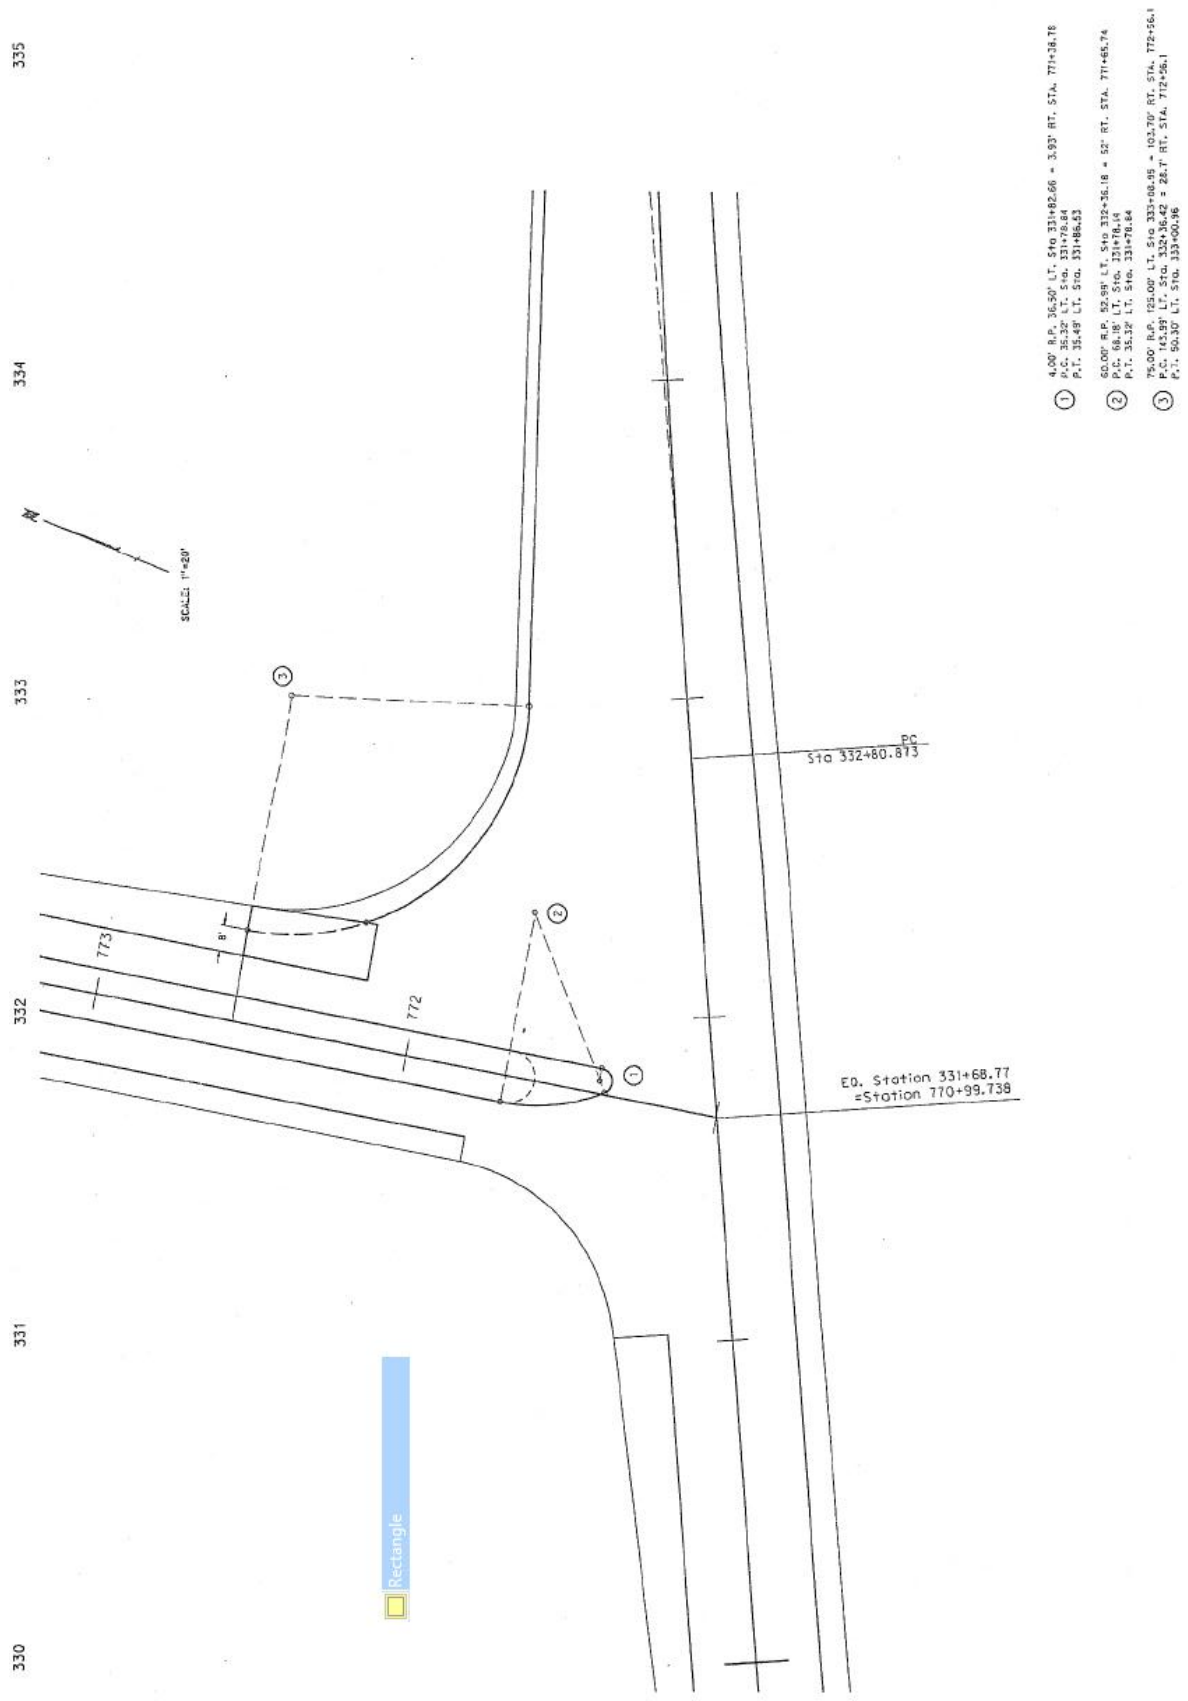 335
334
333
332
331
330
SCALE: 1"=20'
3
8'
773
772
2
1
PC
Sta 332+80.873
EQ. Station 331+68.77
=Station 770+99.738
Rectangle
1
4.00' R.P. 36.50' LT. Sta 331+82.66 = 3.93' RT. STA. 771+38.78
P.C. 35.32' LT. Sta. 331+78.84
P.T. 35.49' LT. Sta. 331+86.53
2
60.00' R.P. 52.99' LT. Sta 332+36.18 = 52' RT. STA. 771+65.74
P.C. 68.18' LT. Sta. 331+78.14
P.T. 35.32' LT. Sta. 331+78.84
3
75.00' R.P. 125.00' LT. Sta 333+00.95 = 103.70' RT. STA. 772+56.1
P.C. 143.99' LT. Sta. 332+36.42 = 28.7' RT. STA. 772+56.1
P.T. 50.30' LT. Sta. 333+00.96